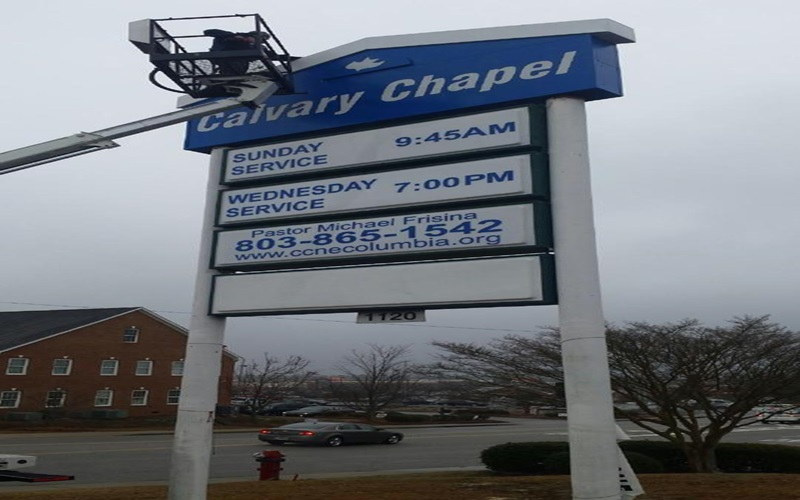 Calvary Chapel
SUNDAY SERVICE 9:45AM
WEDNESDAY SERVICE 7:00PM
Pastor Michael Frisina
803-865-1542
www.ccnecolumbia.org
1120